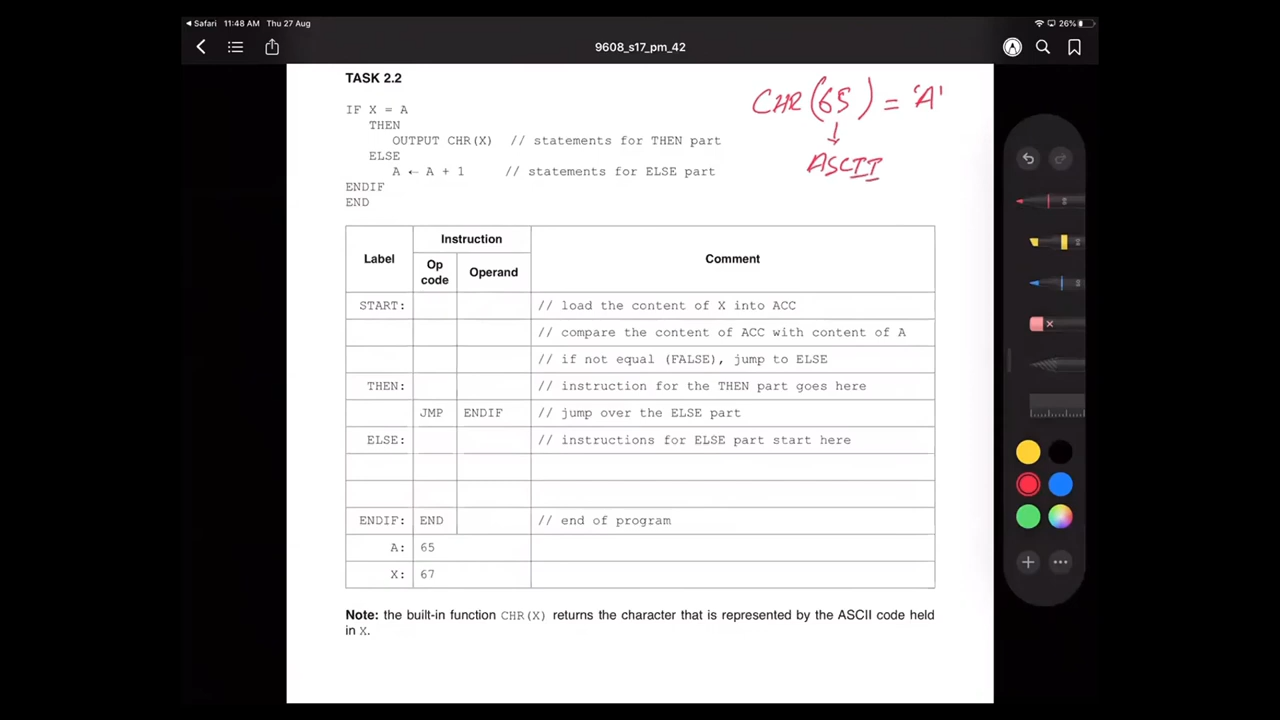 Safari 11:48 AM Thu 27 Aug 26%
9608_s17_pm_42
TASK 2.2
CHR(65) = 'A'
↓
ASCII
IF X = A
THEN
OUTPUT CHR(X) // statements for THEN part
ELSE
A ← A + 1 // statements for ELSE part
ENDIF
END
Label Instruction Comment
Op code Operand
START: // load the content of X into ACC
// compare the content of ACC with content of A
// if not equal (FALSE), jump to ELSE
THEN: // instruction for the THEN part goes here
JMP ENDIF // jump over the ELSE part
ELSE: // instructions for ELSE part start here
ENDIF: END // end of program
A: 65
X: 67
Note: the built-in function CHR(X) returns the character that is represented by the ASCII code held
in X.